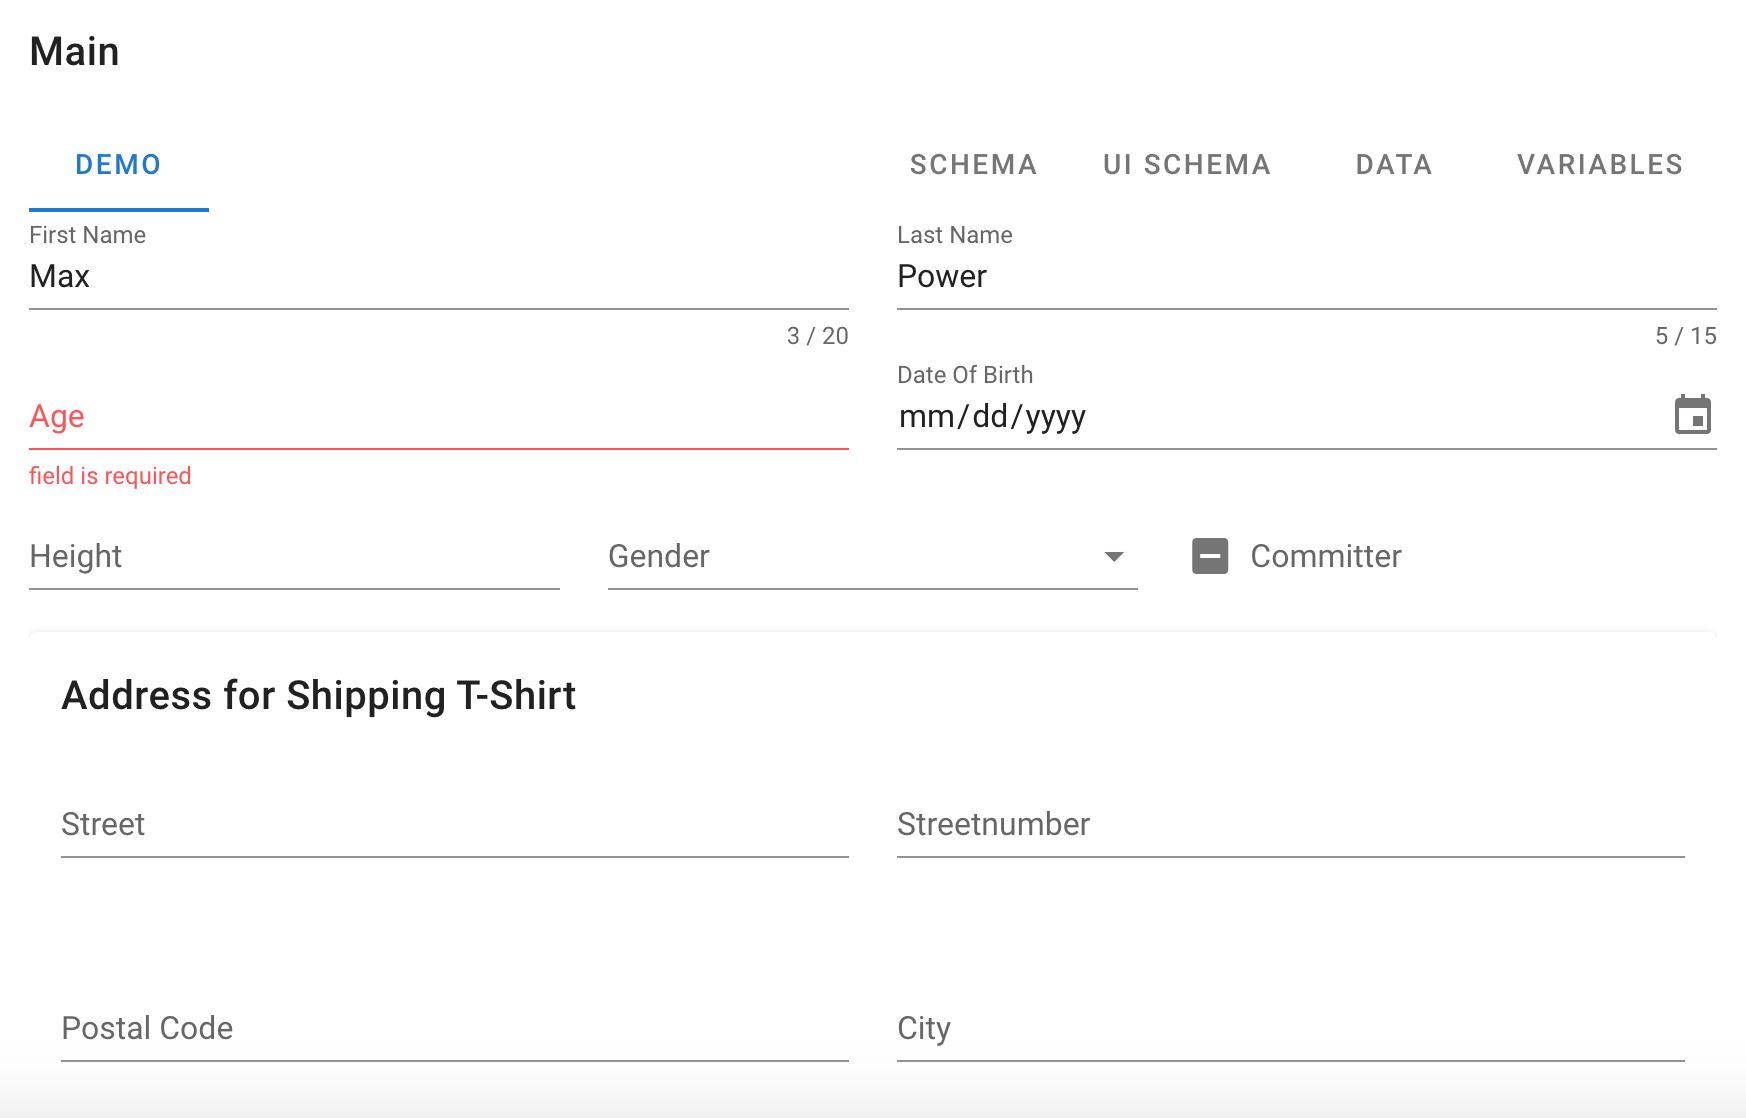 Main
DEMO SCHEMA UI SCHEMA DATA VARIABLES
First Name Last Name
Max Power
3 / 20 5 / 15
Date Of Birth
Age mm/dd/yyyy
field is required
Height Gender Committer
Address for Shipping T-Shirt
Street Streetnumber
Postal Code City